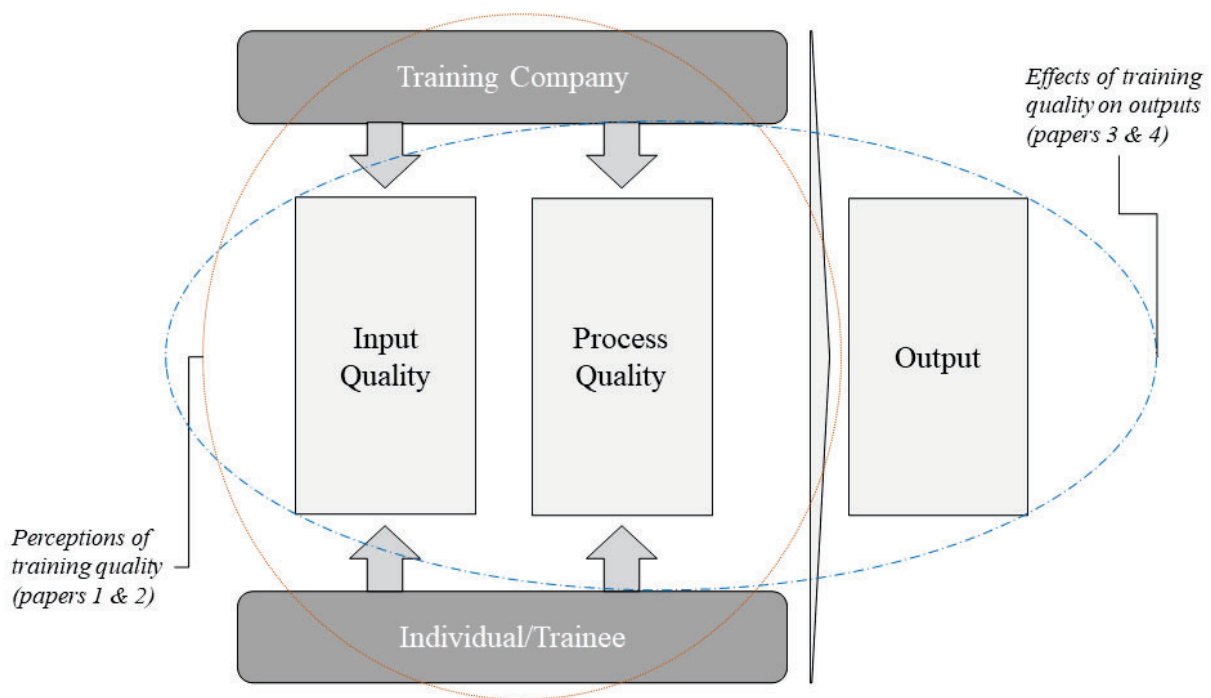 Training Company
Effects of training
quality on outputs
(papers 3 & 4)
Input
Quality
Process
Quality
Output
Perceptions of
training quality
(papers 1 & 2)
Individual/Trainee